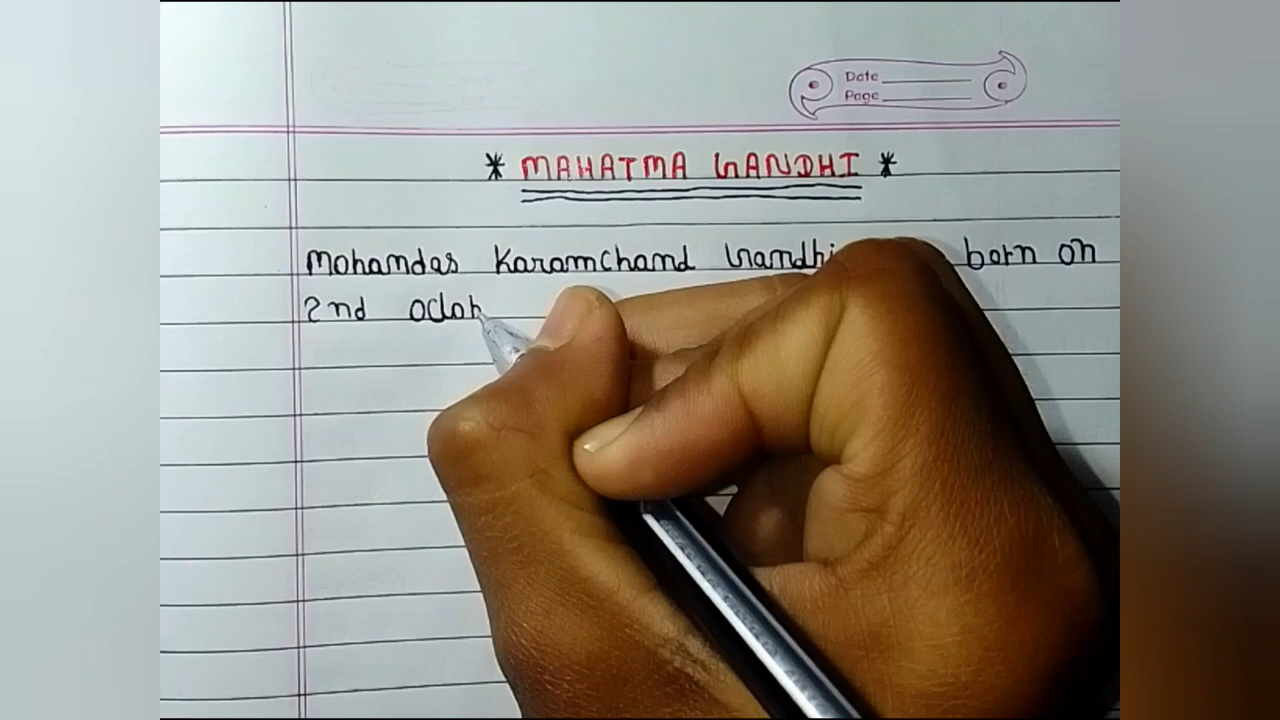 Date
Page
* MAHATMA GANDHI *
Mohandas Karamchand Gandhi born on
2nd octob